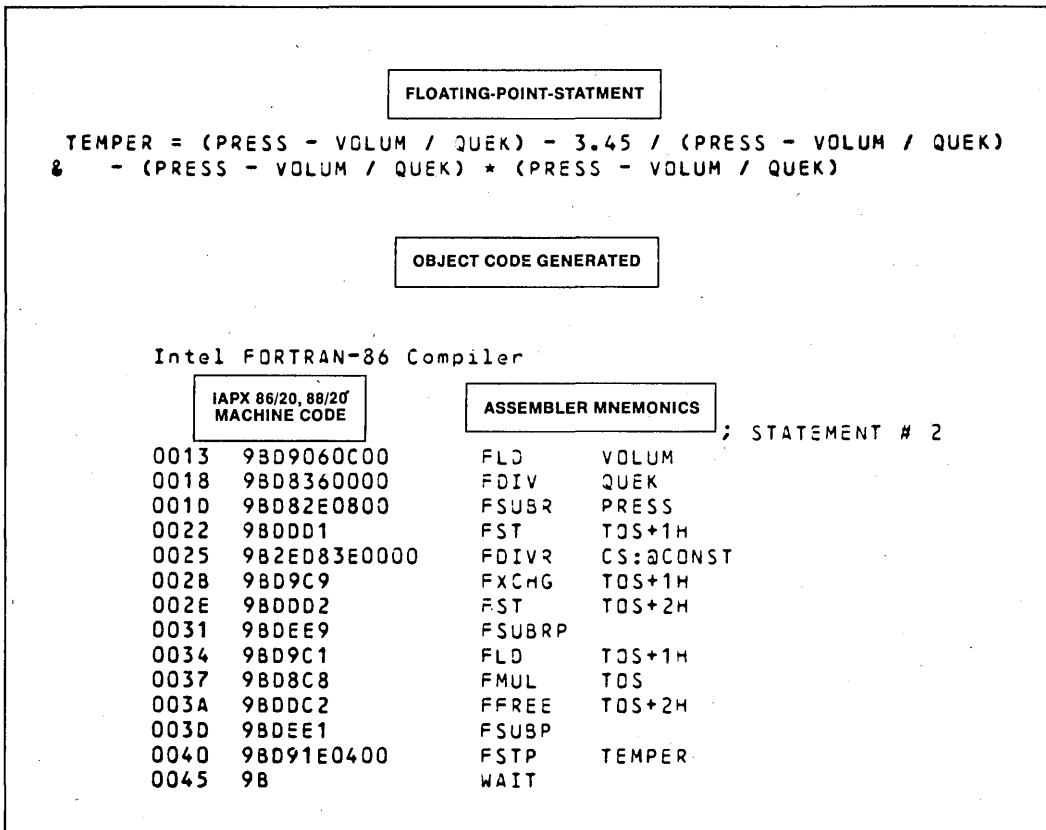 FLOATING-POINT-STATMENT
TEMPER = (PRESS - VOLUM / QUEK) - 3.45 / (PRESS - VOLUM / QUEK)
& - (PRESS - VOLUM / QUEK) * (PRESS - VOLUM / QUEK)
OBJECT CODE GENERATED
Intel FORTRAN-86 Compiler
IAPX 86/20, 88/20
MACHINE CODE
ASSEMBLER MNEMONICS
; STATEMENT # 2
0013 9BD9060C00 FLD VOLUM
0018 9BD8360000 FDIV QUEK
001D 9BD82E0800 FSUBR PRESS
0022 9BDDD1 FST TOS+1H
0025 9B2ED83E0000 FDIVR CS:@CONST
002B 9BD9C9 FXCHG TOS+1H
002E 9BDDD2 FST TOS+2H
0031 9BDEE9 FSUBRP
0034 9BD9C1 FLD TOS+1H
0037 9BD8C8 FMUL TOS
003A 9BDDC2 FFREE TOS+2H
003D 9BDEE1 FSUBP
0040 9BD91E0400 FSTP TEMPER
0045 9B WAIT